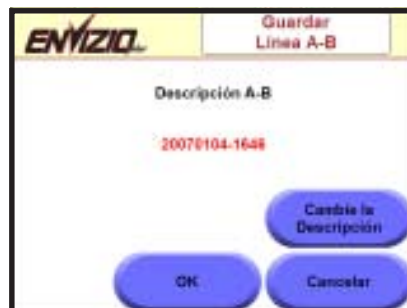 ENVIZIO
Guardar
Línea A-B
Descripción A-B
20070104-1646
Cambie la
Descripción
OK
Cancelar